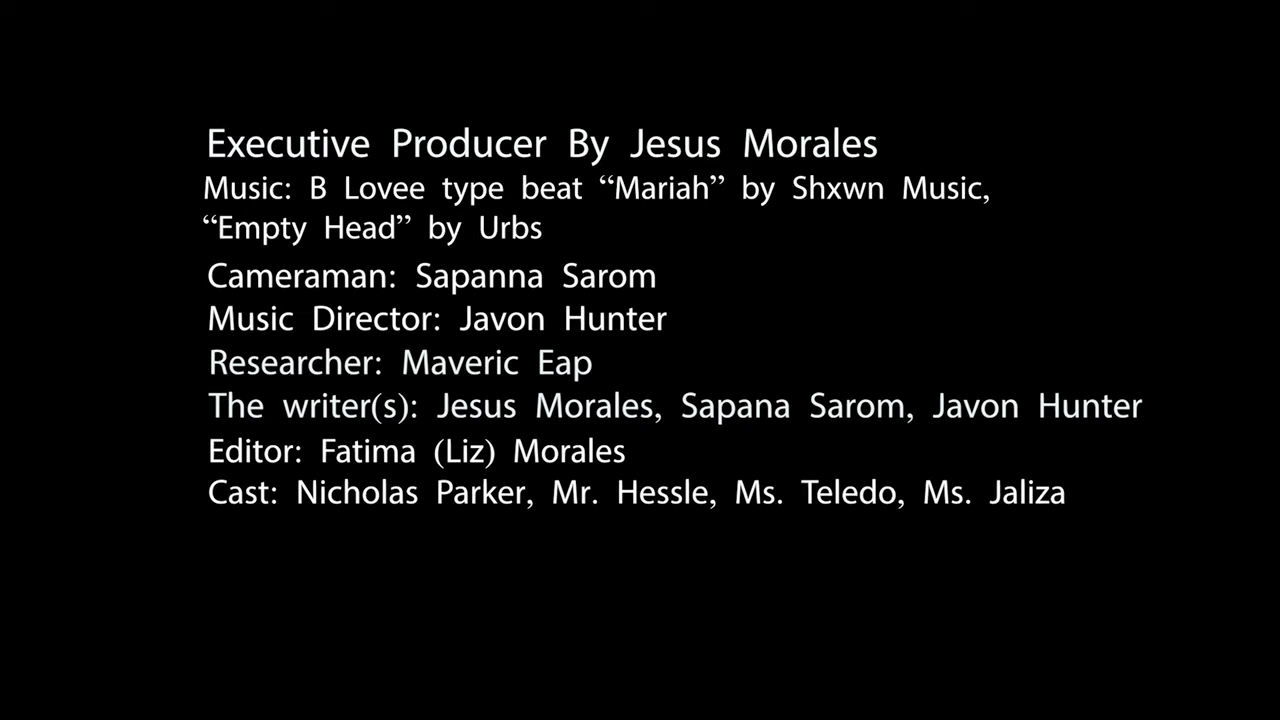 Executive Producer By Jesus Morales
Music: B Lovee type beat “Mariah” by Shxwn Music,
“Empty Head” by Urbs
Cameraman: Sapanna Sarom
Music Director: Javon Hunter
Researcher: Maveric Eap
The writer(s): Jesus Morales, Sapana Sarom, Javon Hunter
Editor: Fatima (Liz) Morales
Cast: Nicholas Parker, Mr. Hessle, Ms. Teledo, Ms. Jaliza